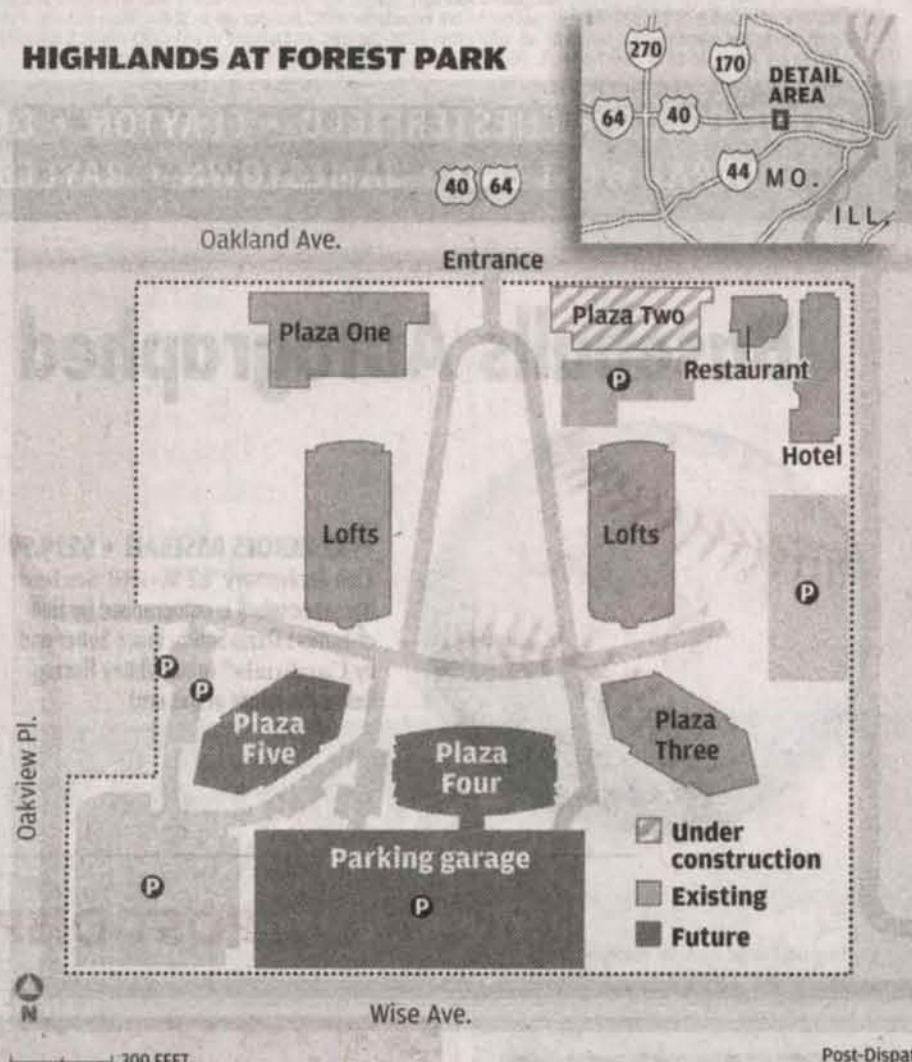 HIGHLANDS AT FOREST PARK
270
170
DETAIL
AREA
64
40
44
MO.
ILL.
40 64
Oakland Ave.
Entrance
Plaza One
Plaza Two
P
Restaurant
Hotel
Lofts
Lofts
P
P
P
Plaza
Five
Plaza
Four
Plaza
Three
Oakview Pl.
P
Parking garage
P
Under
construction
Existing
Future
N
Wise Ave.
200 FEET
Post-Dispat